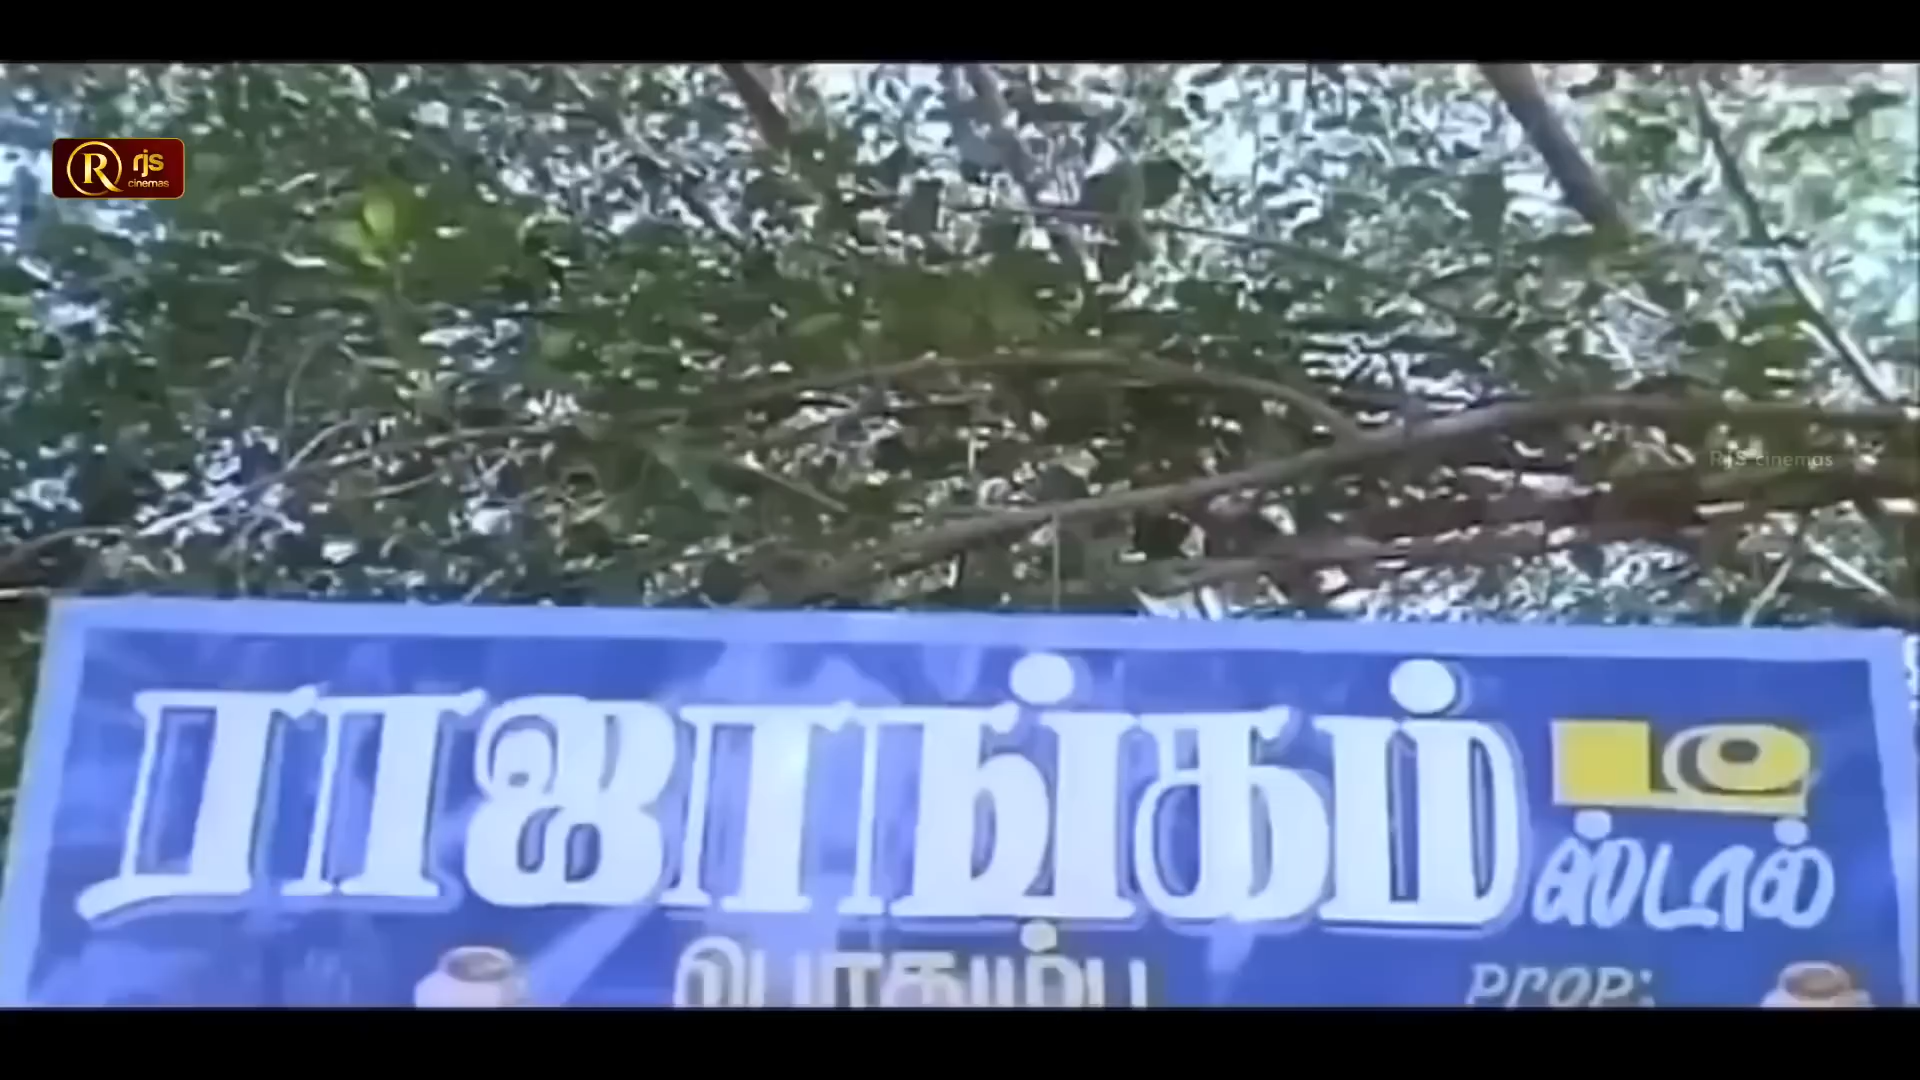 R rjs
cinemas
RJS cinemas
ராஜாங்கம் டீ
ஸ்டால்
Prop: